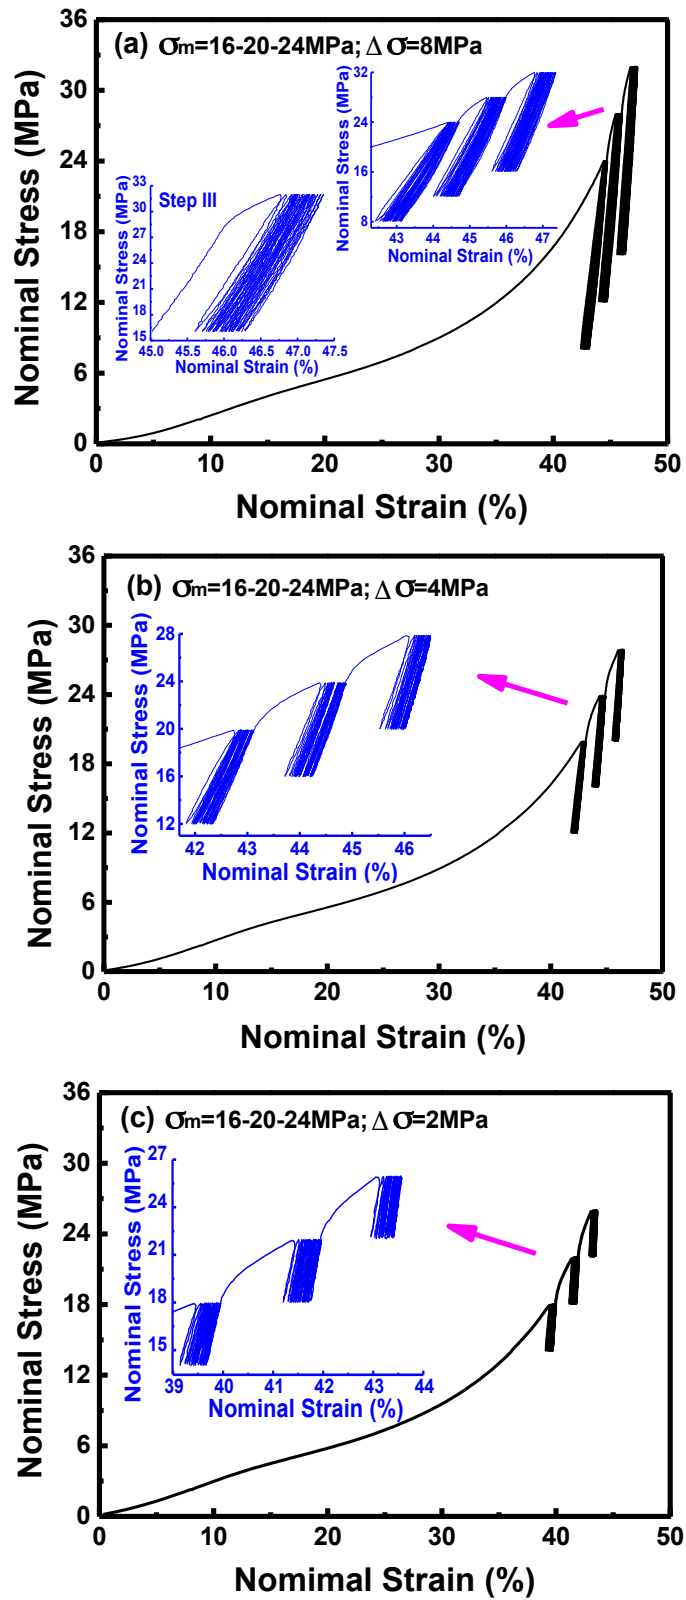 (a) σm=16-20-24MPa; Δσ=8MPa
Nominal Stress (MPa)
36
30
24
18
12
6
0
0 10 20 30 40 50
Nominal Strain (%)
Step III
Nominal Stress (MPa)
33
30
27
24
21
18
15
45.0 45.5 46.0 46.5 47.0 47.5
Nominal Strain (%)
Nominal Stress (MPa)
32
28
24
20
16
12
8
43 44 45 46 47
Nominal Strain (%)
(b) σm=16-20-24MPa; Δσ=4MPa
Nominal Stress (MPa)
36
30
24
18
12
6
0
0 10 20 30 40 50
Nominal Strain (%)
Nominal Stress (MPa)
28
24
20
16
12
42 43 44 45 46
Nominal Strain (%)
(c) σm=16-20-24MPa; Δσ=2MPa
Nominal Stress (MPa)
36
30
24
18
12
6
0
0 10 20 30 40 50
Nomimal Strain (%)
Nominal Stress (MPa)
27
24
21
18
15
39 40 41 42 43 44
Nominal Strain (%)